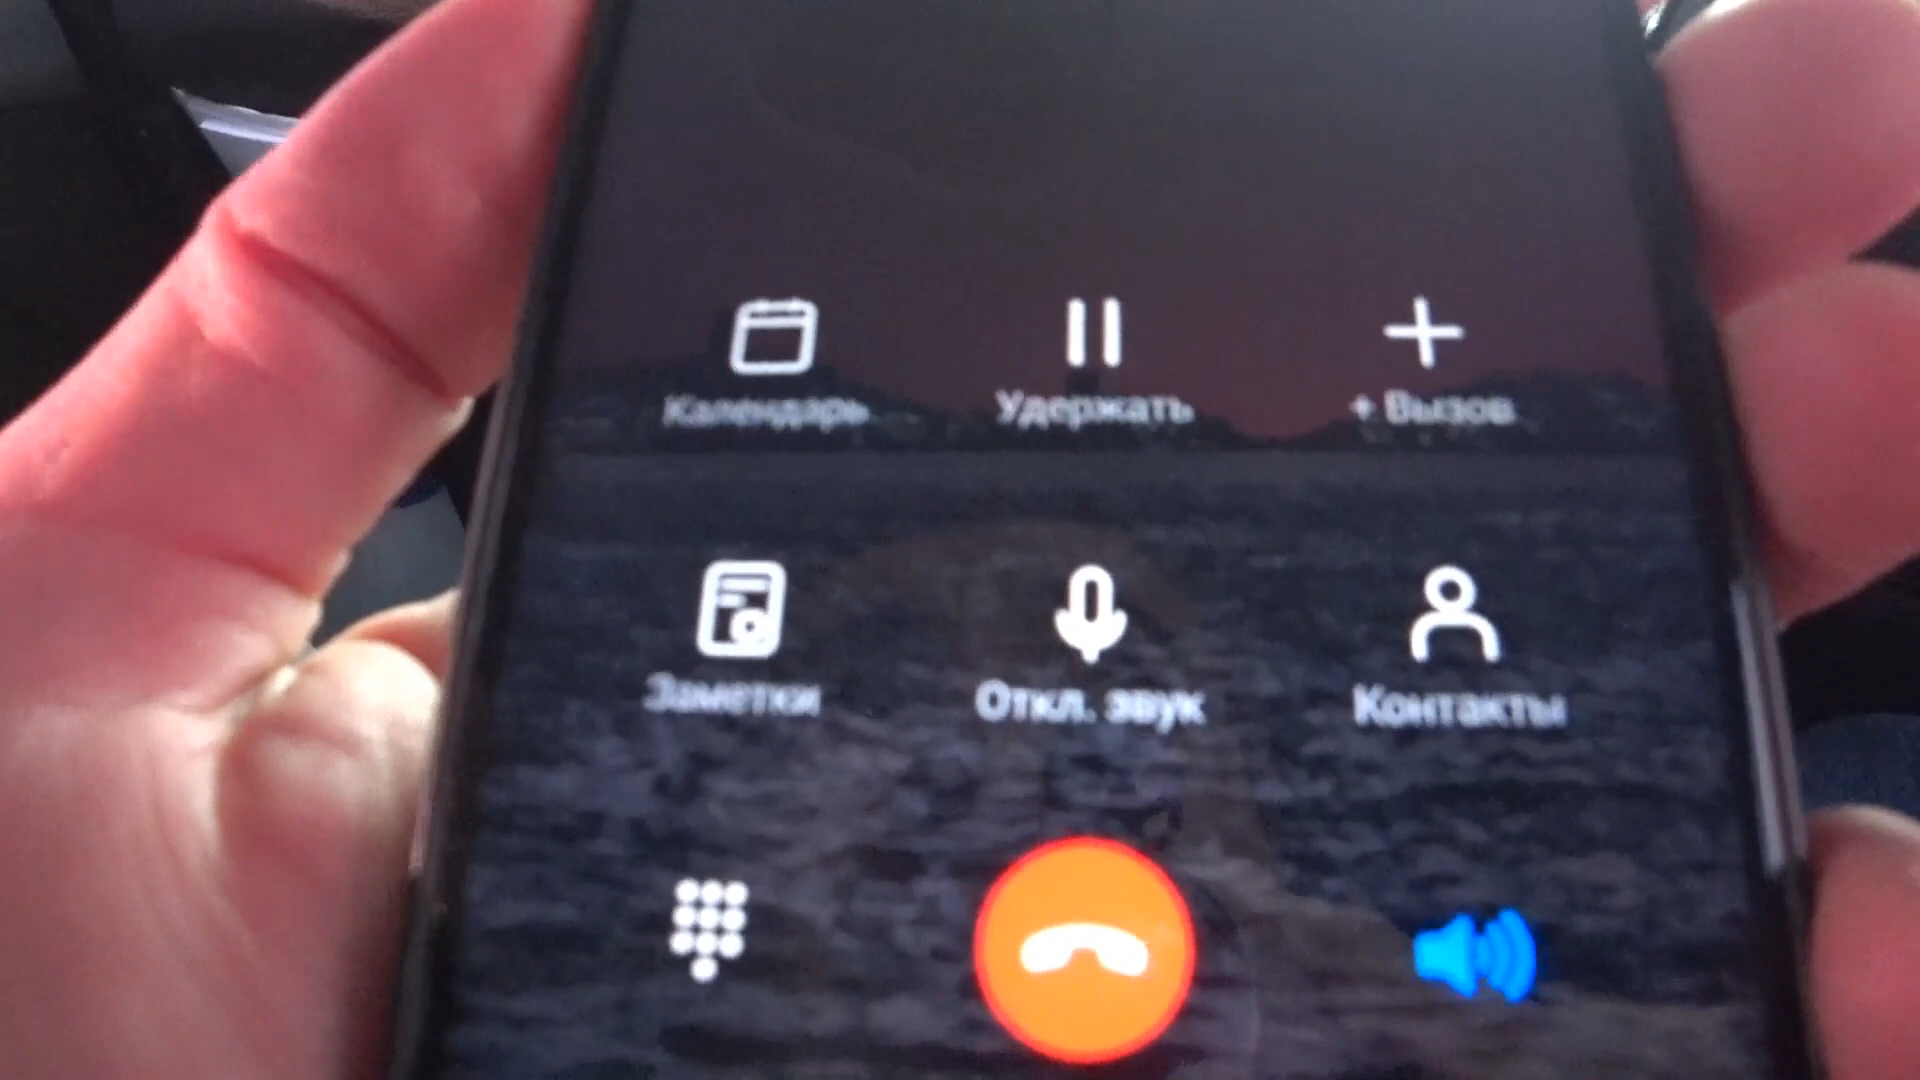 Календарь
Удержать
+ Вызов
Заметки
Откл. звук
Контакты